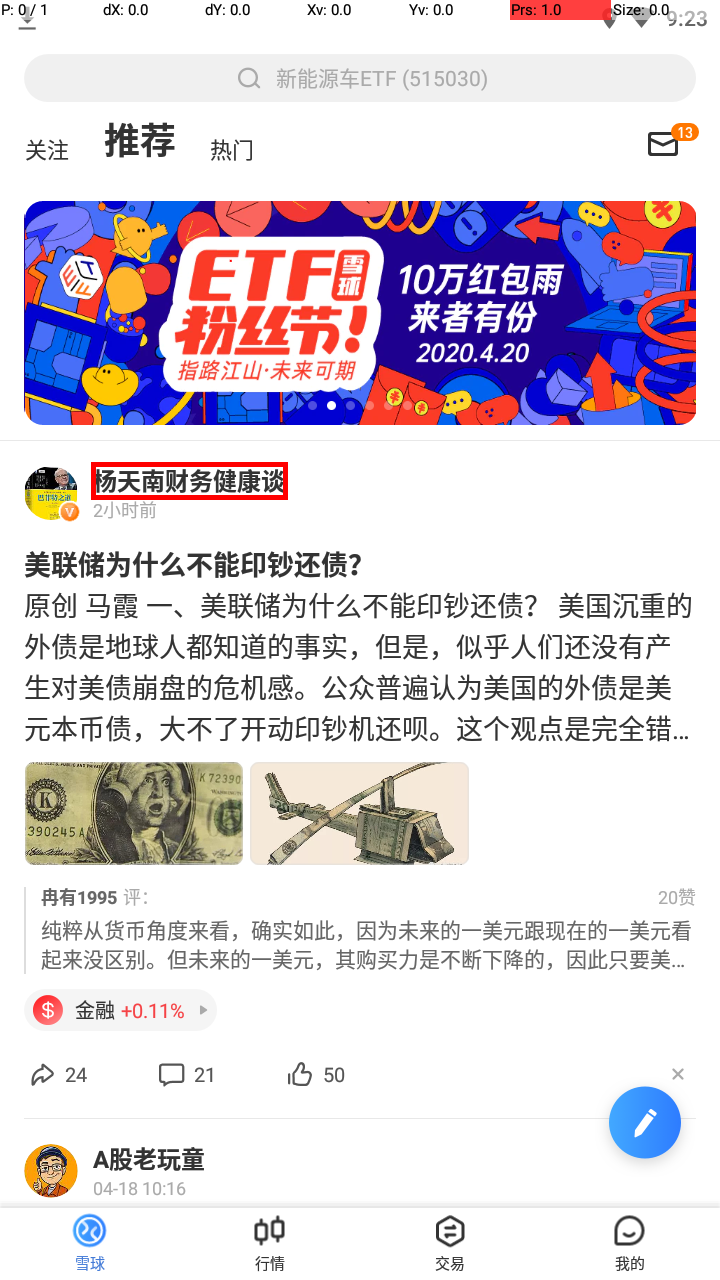 P: 0 / 1 dX: 0.0 dY: 0.0 Xv: 0.0 Yv: 0.0 Prs: 1.0 Size: 0.0
9:23
新能源车ETF (515030)
关注 推荐 热门 13
ETF雪球
粉丝节!
指路江山·未来可期
10万红包雨
来者有份
2020.4.20
杨天南财务健康谈
2小时前
美联储为什么不能印钞还债?
原创 马霞 一、美联储为什么不能印钞还债? 美国沉重的
外债是地球人都知道的事实，但是，似乎人们还没有产
生对美债崩盘的危机感。公众普遍认为美国的外债是美
元本币债，大不了开动印钞机还呗。这个观点是完全错...
K 72390
390245 A
冉有1995 评: 20赞
纯粹从货币角度来看，确实如此，因为未来的一美元跟现在的一美元看
起来没区别。但未来的一美元，其购买力是不断下降的，因此只要美...
金融 +0.11%
24 21 50
A股老玩童
04-18 10:16
雪球 行情 交易 我的